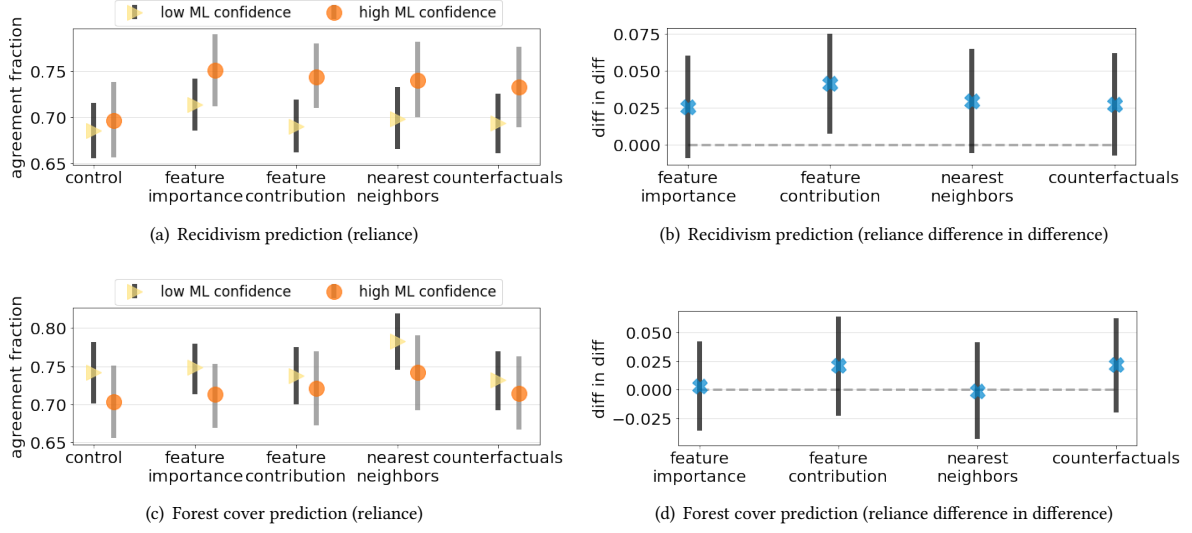 low ML confidence high ML confidence
agreement fraction
0.75
0.70
0.65
control feature importance feature contribution nearest neighbors counterfactuals
(a) Recidivism prediction (reliance)
diff in diff
0.075
0.050
0.025
0.000
feature importance feature contribution nearest neighbors counterfactuals
(b) Recidivism prediction (reliance difference in difference)
low ML confidence high ML confidence
agreement fraction
0.80
0.75
0.70
0.65
control feature importance feature contribution nearest neighbors counterfactuals
(c) Forest cover prediction (reliance)
diff in diff
0.050
0.025
0.000
−0.025
feature importance feature contribution nearest neighbors counterfactuals
(d) Forest cover prediction (reliance difference in difference)